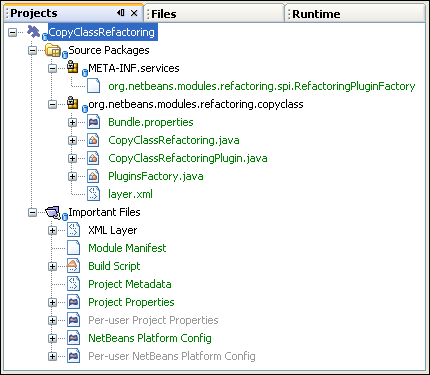 Projects
Files
Runtime
CopyClassRefactoring
Source Packages
META-INF.services
org.netbeans.modules.refactoring.spi.RefactoringPluginFactory
org.netbeans.modules.refactoring.copyclass
Bundle.properties
CopyClassRefactoring.java
CopyClassRefactoringPlugin.java
PluginsFactory.java
layer.xml
Important Files
XML Layer
Module Manifest
Build Script
Project Metadata
Project Properties
Per-user Project Properties
NetBeans Platform Config
Per-user NetBeans Platform Config